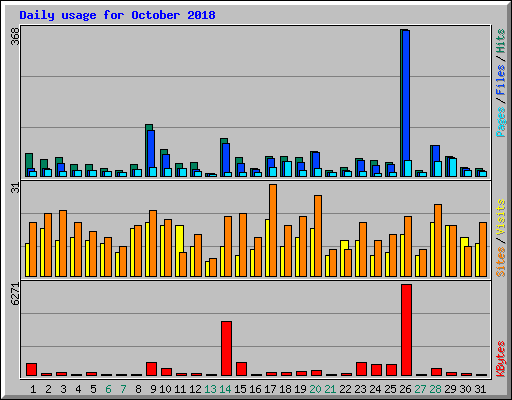 Daily usage for October 2018
368
Pages / Files / Hits
31
Sites / Visits
6271
KBytes
1 2 3 4 5 6 7 8 9 10 11 12 13 14 15 16 17 18 19 20 21 22 23 24 25 26 27 28 29 30 31